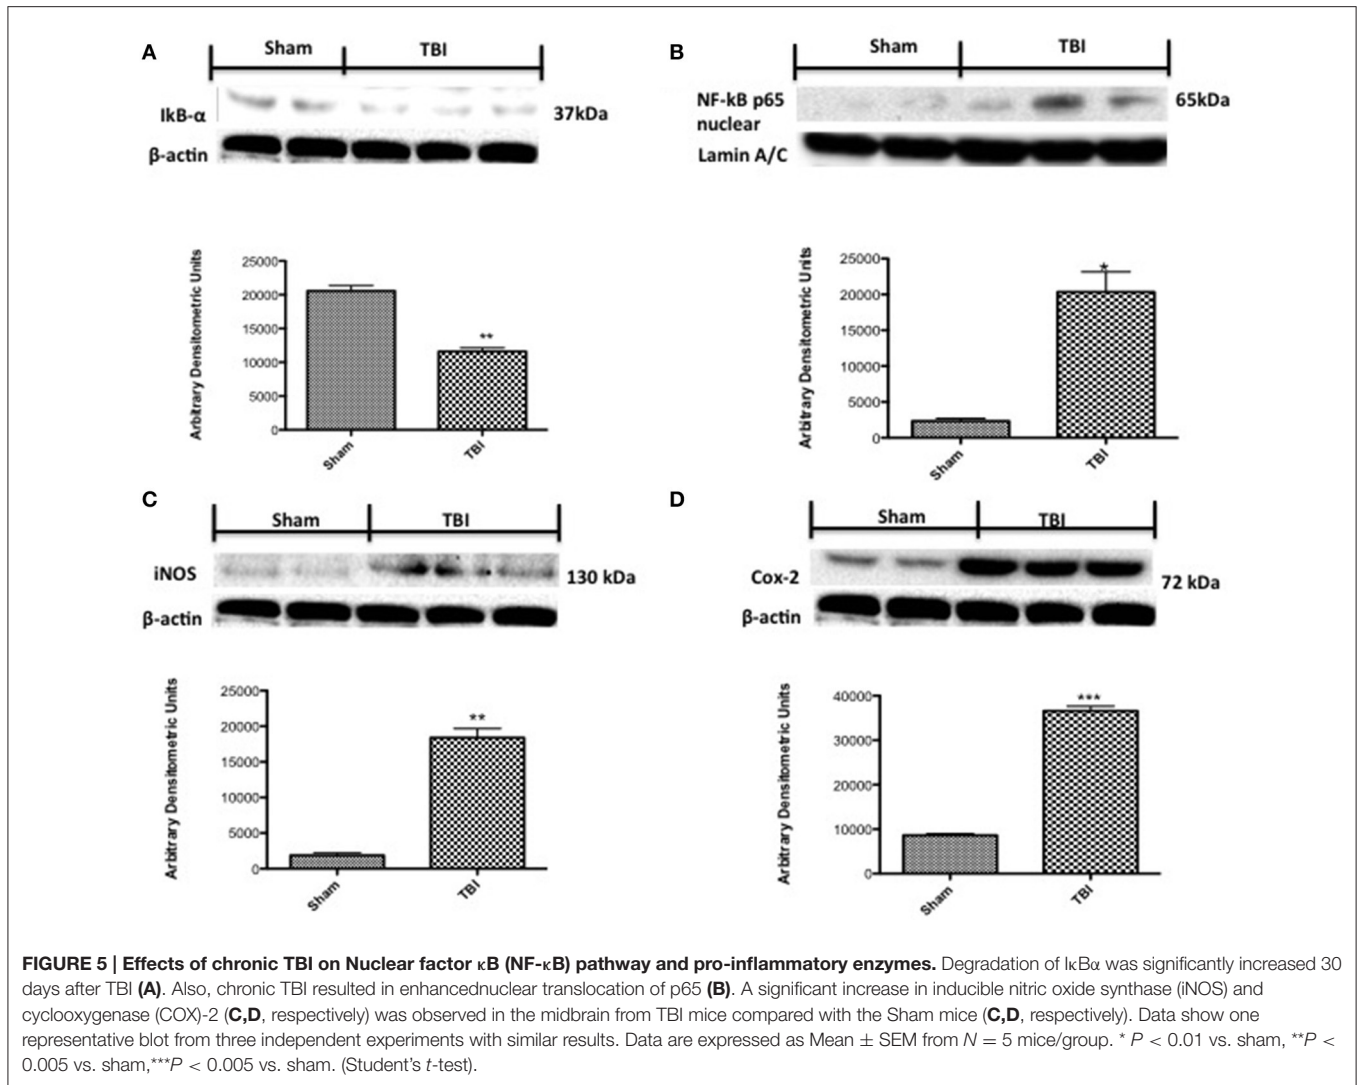 A
Sham TBI
IkB-α
37kDa
β-actin
Arbitrary Densitometric Units
25000
20000
15000
10000
5000
0
**
Sham
TBI
B
Sham TBI
NF-kB p65
nuclear
65kDa
Lamin A/C
Arbitrary Densitometric Units
25000
20000
15000
10000
5000
0
*
Sham
TBI
C
Sham TBI
iNOS
130 kDa
β-actin
Arbitrary Densitometric Units
25000
20000
15000
10000
5000
0
**
Sham
TBI
D
Sham TBI
Cox-2
72 kDa
β-actin
Arbitrary Densitometric Units
40000
30000
20000
10000
0
***
Sham
TBI
FIGURE 5 | Effects of chronic TBI on Nuclear factor κB (NF-κB) pathway and pro-inflammatory enzymes. Degradation of IκBα was significantly increased 30
days after TBI (A). Also, chronic TBI resulted in enhancednuclear translocation of p65 (B). A significant increase in inducible nitric oxide synthase (iNOS) and
cyclooxygenase (COX)-2 (C,D, respectively) was observed in the midbrain from TBI mice compared with the Sham mice (C,D, respectively). Data show one
representative blot from three independent experiments with similar results. Data are expressed as Mean ± SEM from N = 5 mice/group. * P < 0.01 vs. sham, **P <
0.005 vs. sham,***P < 0.005 vs. sham. (Student's t-test).